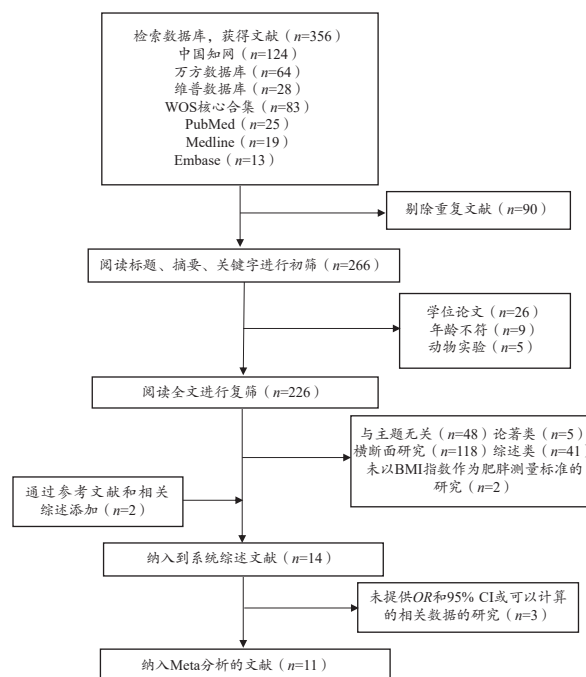 检索数据库，获得文献（n=356）
中国知网（n=124）
万方数据库（n=64）
维普数据库（n=28）
WOS核心合集（n=83）
PubMed（n=25）
Medline（n=19）
Embase（n=13）
剔除重复文献（n=90）
阅读标题、摘要、关键字进行初筛（n=266）
学位论文（n=26）
年龄不符（n=9）
动物实验（n=5）
阅读全文进行复筛（n=226）
与主题无关（n=48）论著类（n=5）
横断面研究（n=118）综述类（n=41）
未以BMI指数作为肥胖测量标准的
研究（n=2）
通过参考文献和相关
综述添加（n=2）
纳入到系统综述文献（n=14）
未提供OR和95% CI或可以计算
的相关数据的研究（n=3）
纳入Meta分析的文献（n=11）